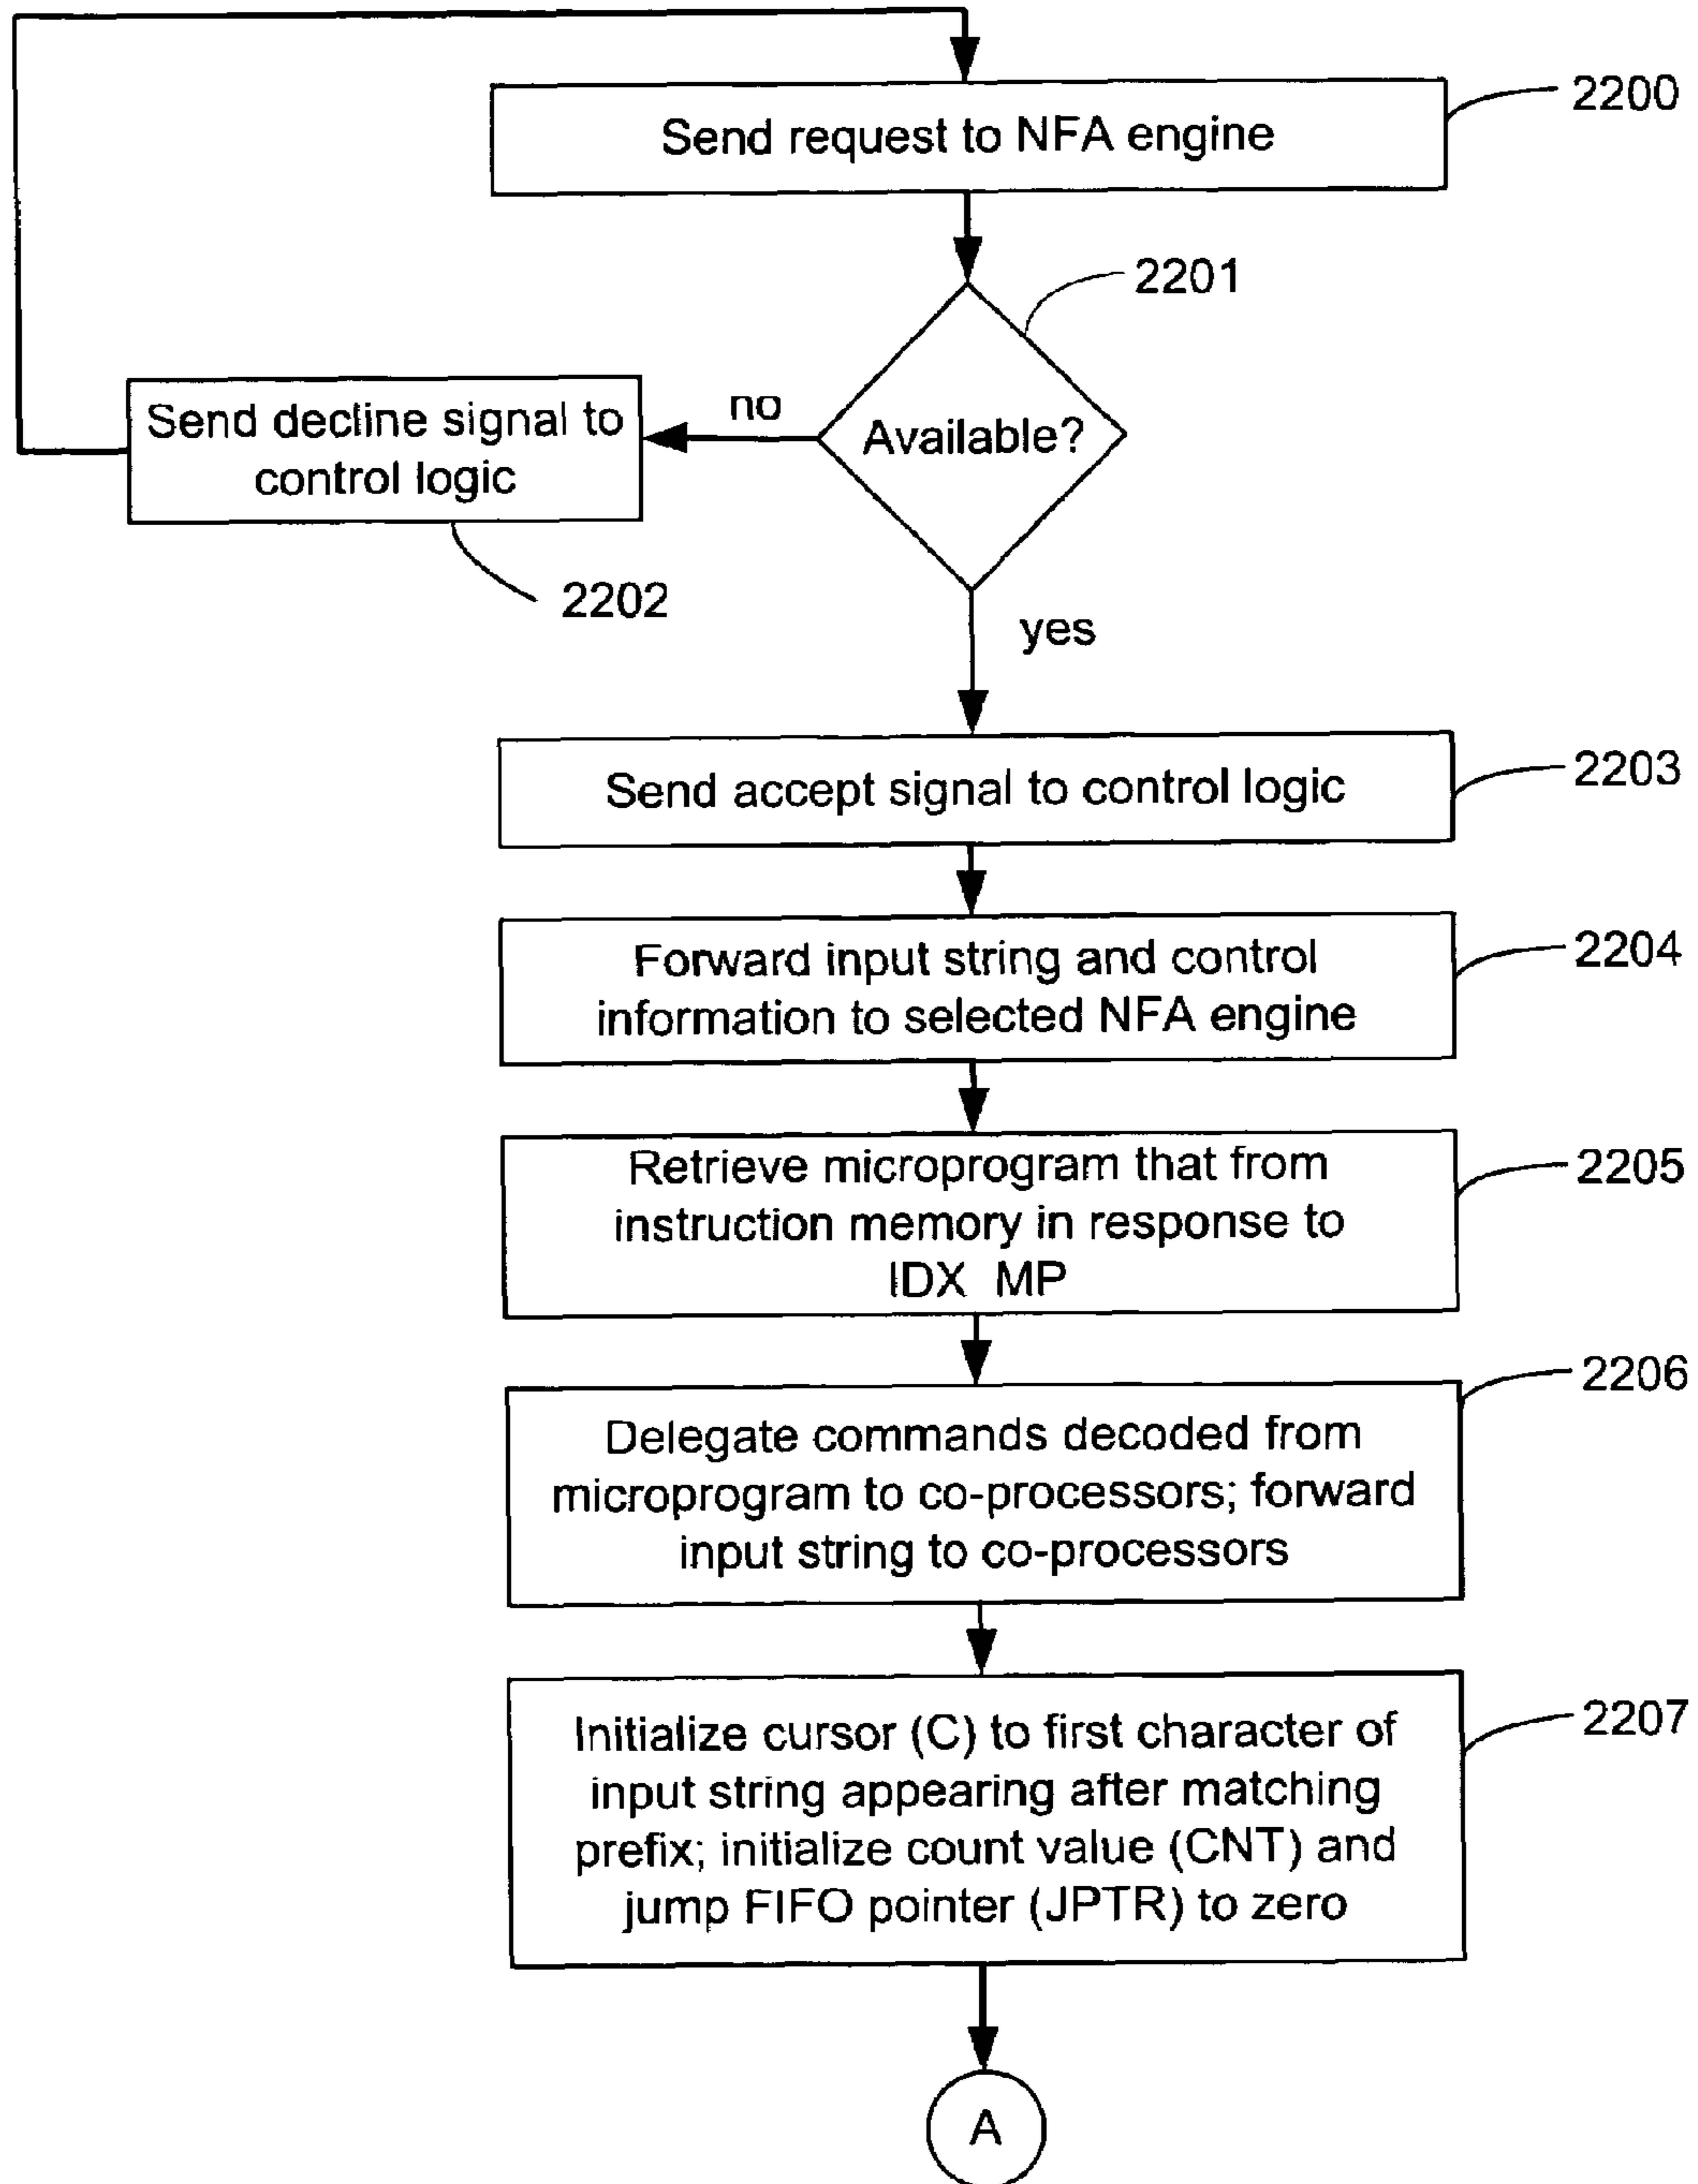 Send request to NFA engine
2200
2201
Available?
no
Send decline signal to
control logic
2202
yes
Send accept signal to control logic
2203
Forward input string and control
information to selected NFA engine
2204
Retrieve microprogram that from
instruction memory in response to
IDX MP
2205
Delegate commands decoded from
microprogram to co-processors; forward
input string to co-processors
2206
Initialize cursor (C) to first character of
input string appearing after matching
prefix; initialize count value (CNT) and
jump FIFO pointer (JPTR) to zero
2207
A